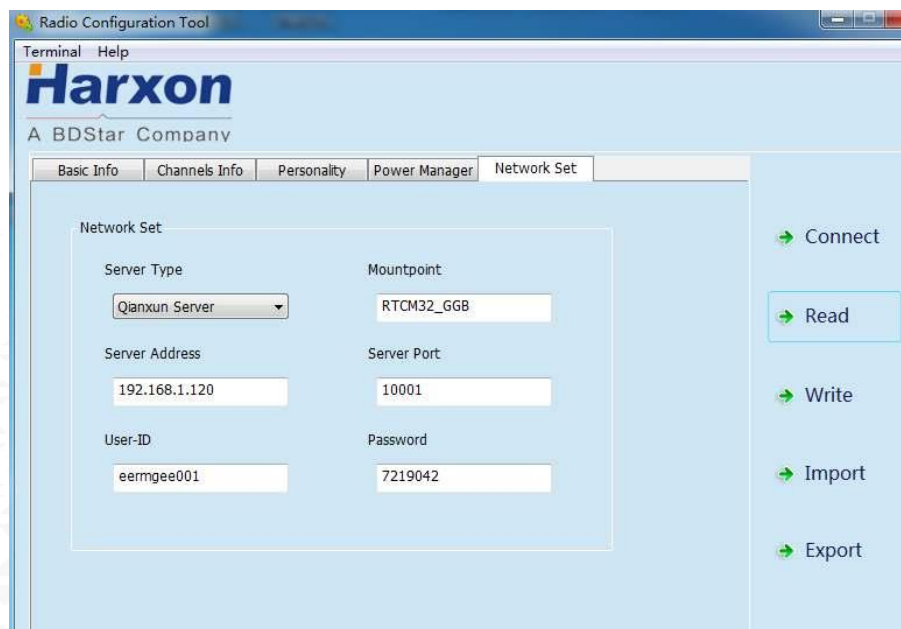 Radio Configuration Tool
Terminal Help
Harxon
A BDStar Company
Basic Info Channels Info Personality Power Manager Network Set
Network Set
Server Type Mountpoint
Qianxun Server RTCM32_GGB
Server Address Server Port
192.168.1.120 10001
User-ID Password
eermgee001 7219042
Connect
Read
Write
Import
Export